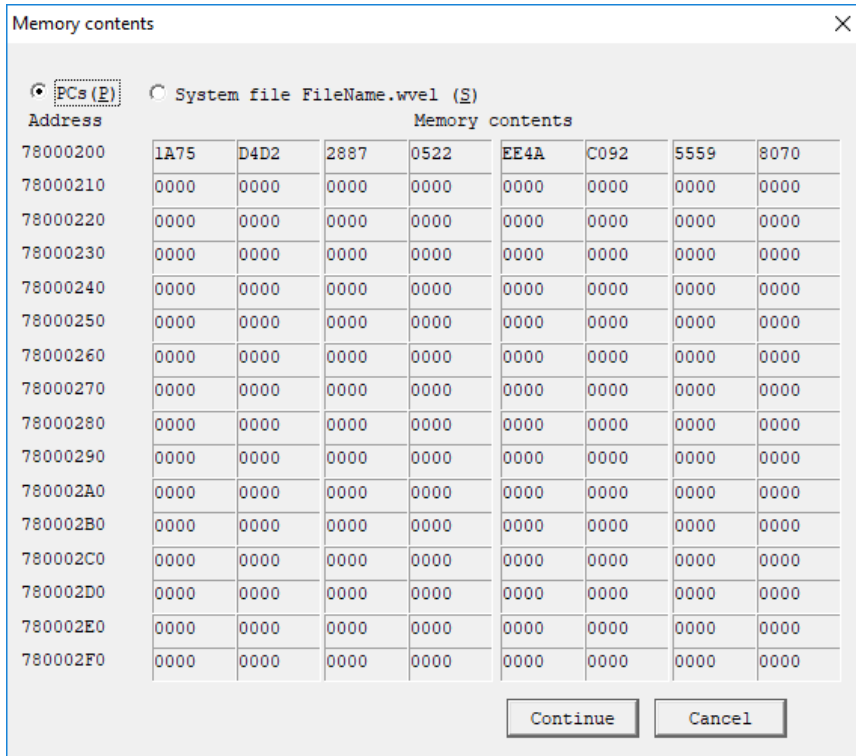 Memory contents
PCs(P) System file FileName.wvel (S)
Address Memory contents
78000200 1A75 D4D2 2887 0522 EE4A C092 5559 8070
78000210 0000 0000 0000 0000 0000 0000 0000 0000
78000220 0000 0000 0000 0000 0000 0000 0000 0000
78000230 0000 0000 0000 0000 0000 0000 0000 0000
78000240 0000 0000 0000 0000 0000 0000 0000 0000
78000250 0000 0000 0000 0000 0000 0000 0000 0000
78000260 0000 0000 0000 0000 0000 0000 0000 0000
78000270 0000 0000 0000 0000 0000 0000 0000 0000
78000280 0000 0000 0000 0000 0000 0000 0000 0000
78000290 0000 0000 0000 0000 0000 0000 0000 0000
780002A0 0000 0000 0000 0000 0000 0000 0000 0000
780002B0 0000 0000 0000 0000 0000 0000 0000 0000
780002C0 0000 0000 0000 0000 0000 0000 0000 0000
780002D0 0000 0000 0000 0000 0000 0000 0000 0000
780002E0 0000 0000 0000 0000 0000 0000 0000 0000
780002F0 0000 0000 0000 0000 0000 0000 0000 0000
Continue Cancel